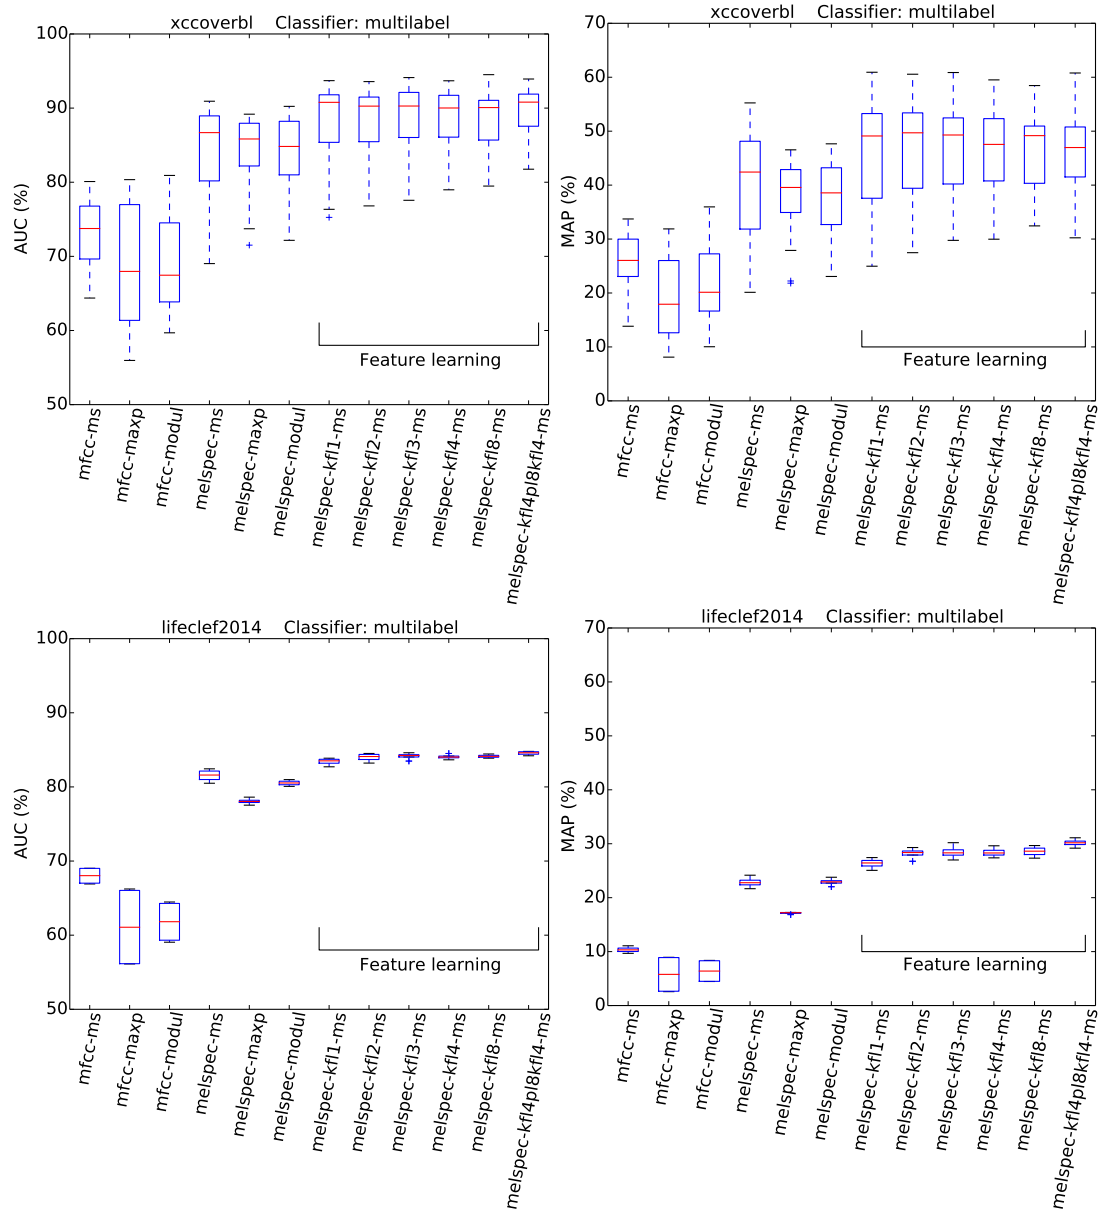 xccoverbl Classifier: multilabel
AUC (%)
100
90
80
70
60
50
Feature learning
mfcc-ms
mfcc-maxp
mfcc-modul
melspec-ms
melspec-maxp
melspec-modul
melspec-kfl1-ms
melspec-kfl2-ms
melspec-kfl3-ms
melspec-kfl4-ms
melspec-kfl8-ms
melspec-kfl4pl8kfl4-ms
xccoverbl Classifier: multilabel
MAP (%)
70
60
50
40
30
20
10
0
Feature learning
mfcc-ms
mfcc-maxp
mfcc-modul
melspec-ms
melspec-maxp
melspec-modul
melspec-kfl1-ms
melspec-kfl2-ms
melspec-kfl3-ms
melspec-kfl4-ms
melspec-kfl8-ms
melspec-kfl4pl8kfl4-ms
lifeclef2014 Classifier: multilabel
AUC (%)
100
90
80
70
60
50
Feature learning
mfcc-ms
mfcc-maxp
mfcc-modul
melspec-ms
melspec-maxp
melspec-modul
melspec-kfl1-ms
melspec-kfl2-ms
melspec-kfl3-ms
melspec-kfl4-ms
melspec-kfl8-ms
melspec-kfl4pl8kfl4-ms
lifeclef2014 Classifier: multilabel
MAP (%)
70
60
50
40
30
20
10
0
Feature learning
mfcc-ms
mfcc-maxp
mfcc-modul
melspec-ms
melspec-maxp
melspec-modul
melspec-kfl1-ms
melspec-kfl2-ms
melspec-kfl3-ms
melspec-kfl4-ms
melspec-kfl8-ms
melspec-kfl4pl8kfl4-ms